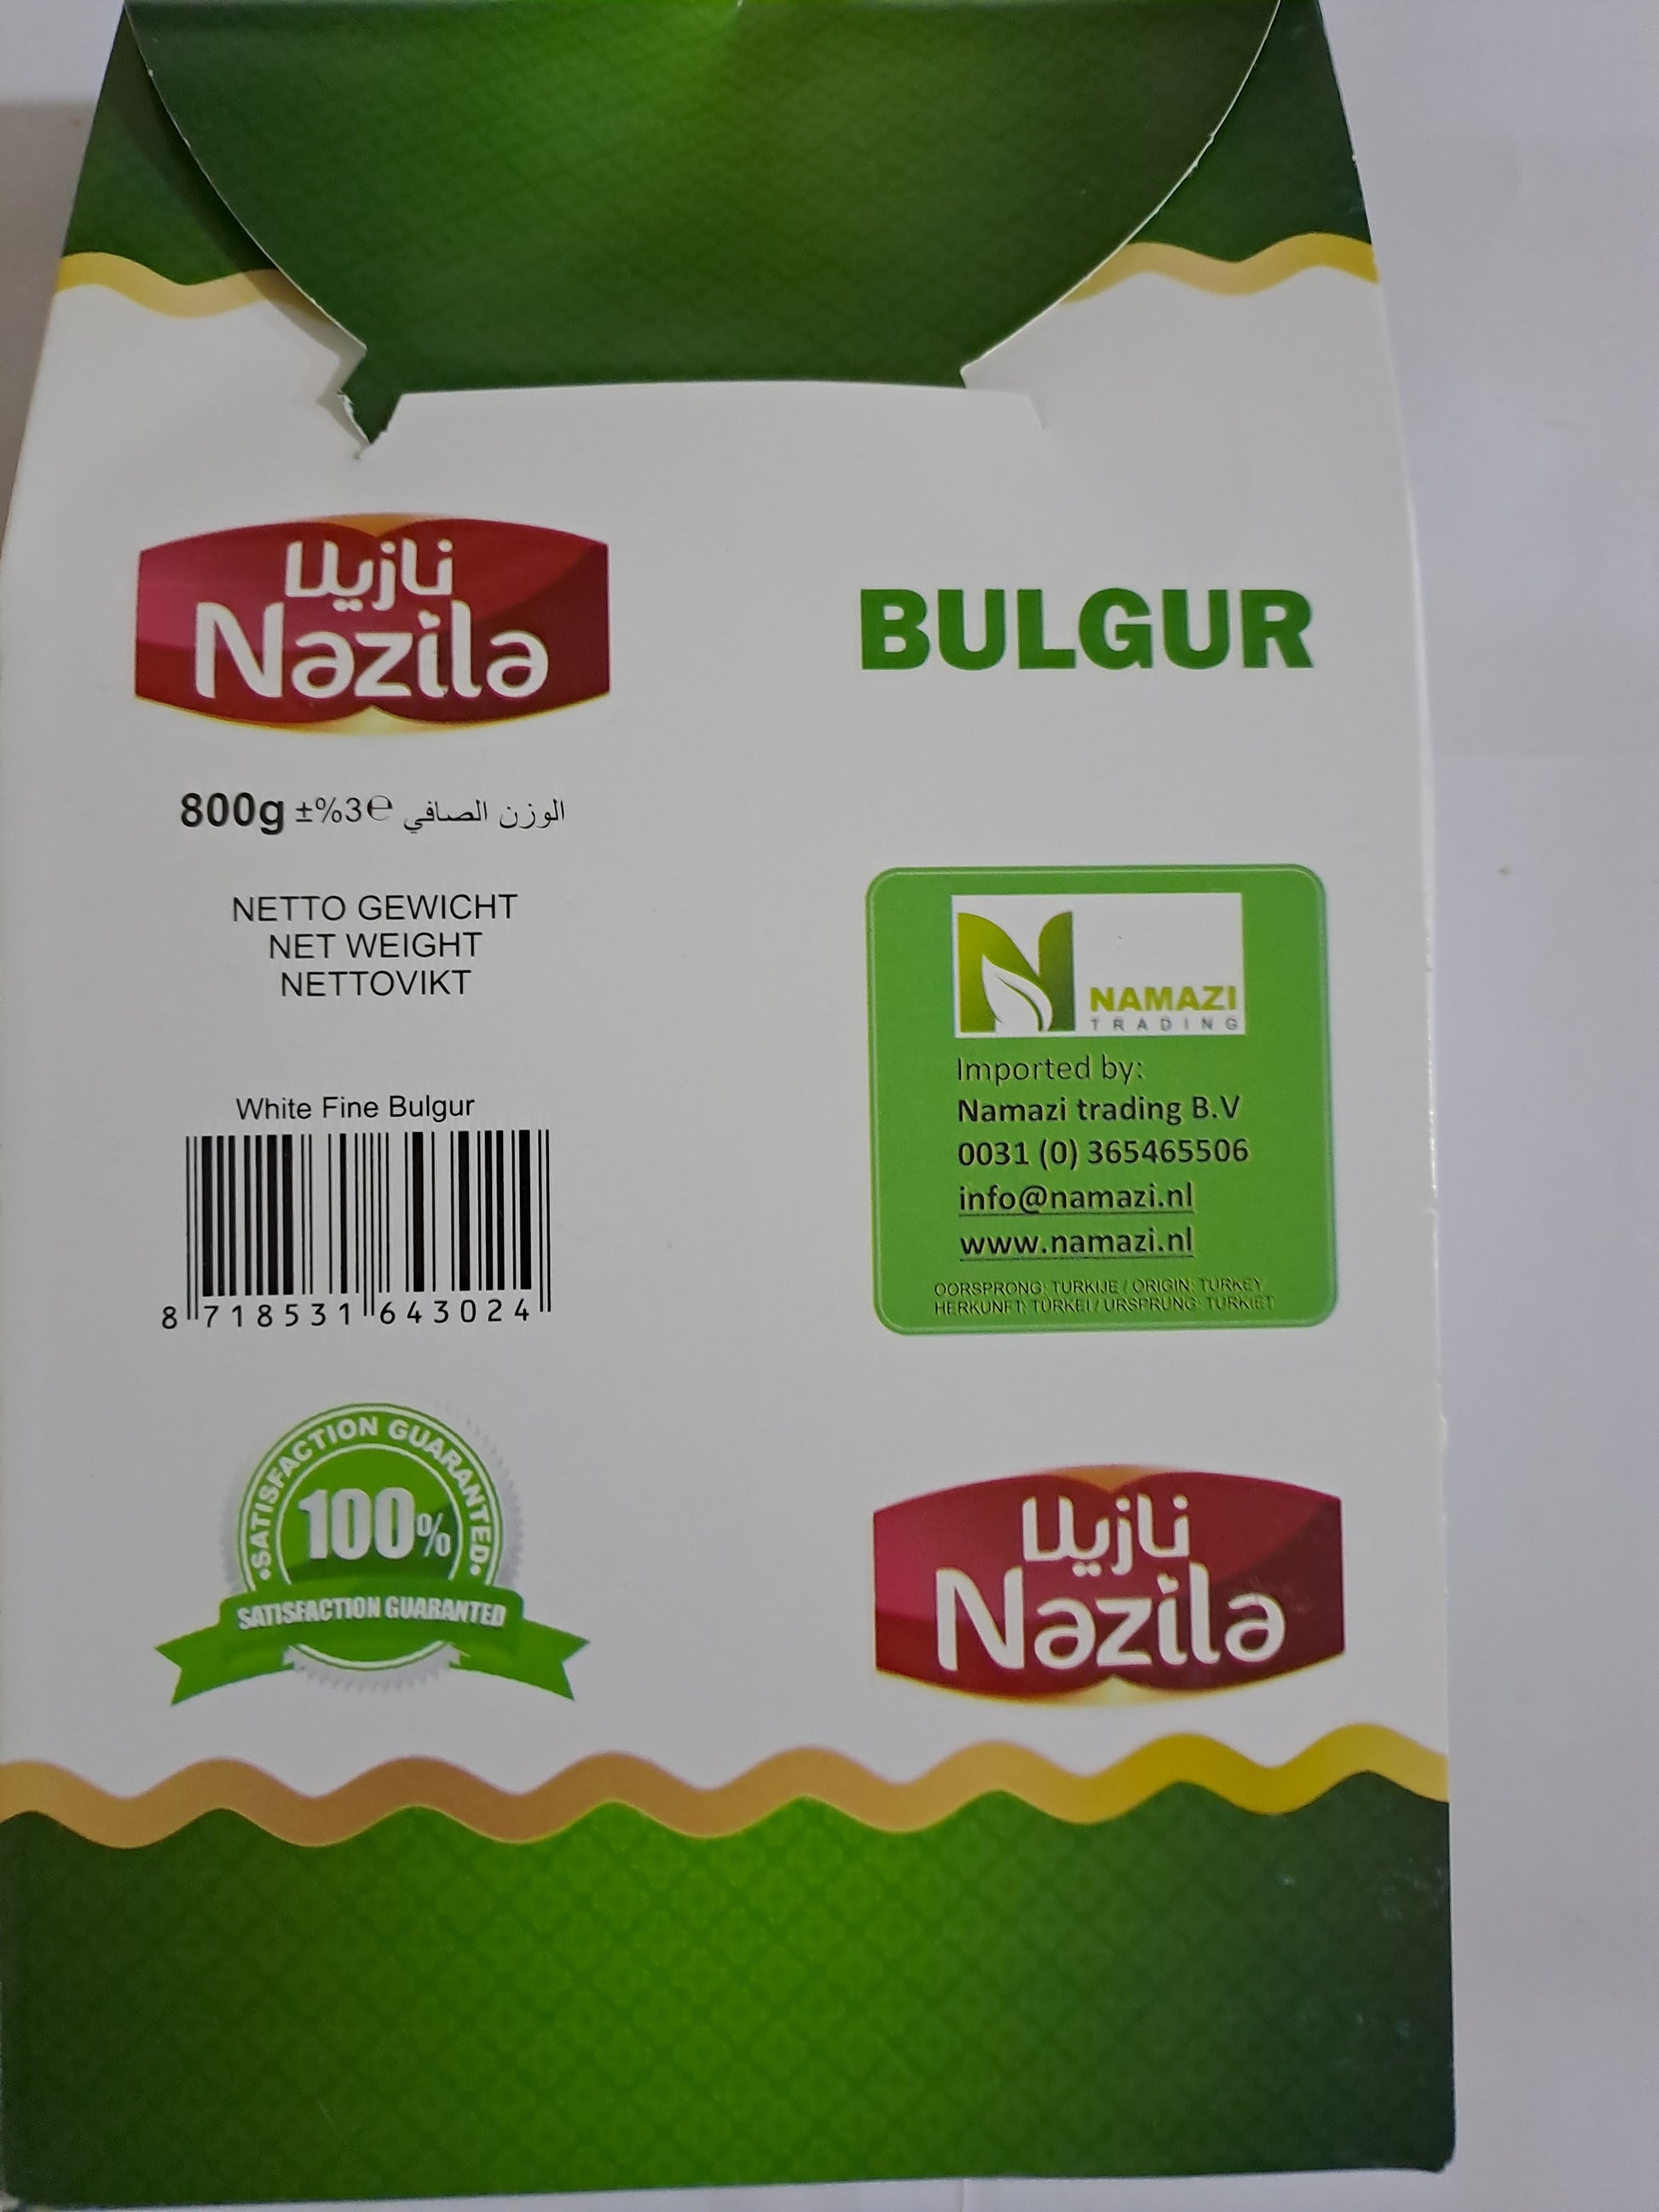 نازيلا
Nəzilə
BULGUR
800g ±%3℮ الوزن الصافي
NETTO GEWICHT
NET WEIGHT
NETTOVIKT
White Fine Bulgur
8 718531 643024
NAMAZI
TRADING
Imported by:
Namazi trading B.V
0031 (0) 365465506
info@namazi.nl
www.namazi.nl
OORSPRONG: TURKIJE / ORIGIN: TURKEY
HERKUNFT: TÜRKEI / URSPRUNG: TURKIET
•SATISFACTION GUARANTEED•
100%
SATISFACTION GUARANTED
نازيلا
Nəzilə